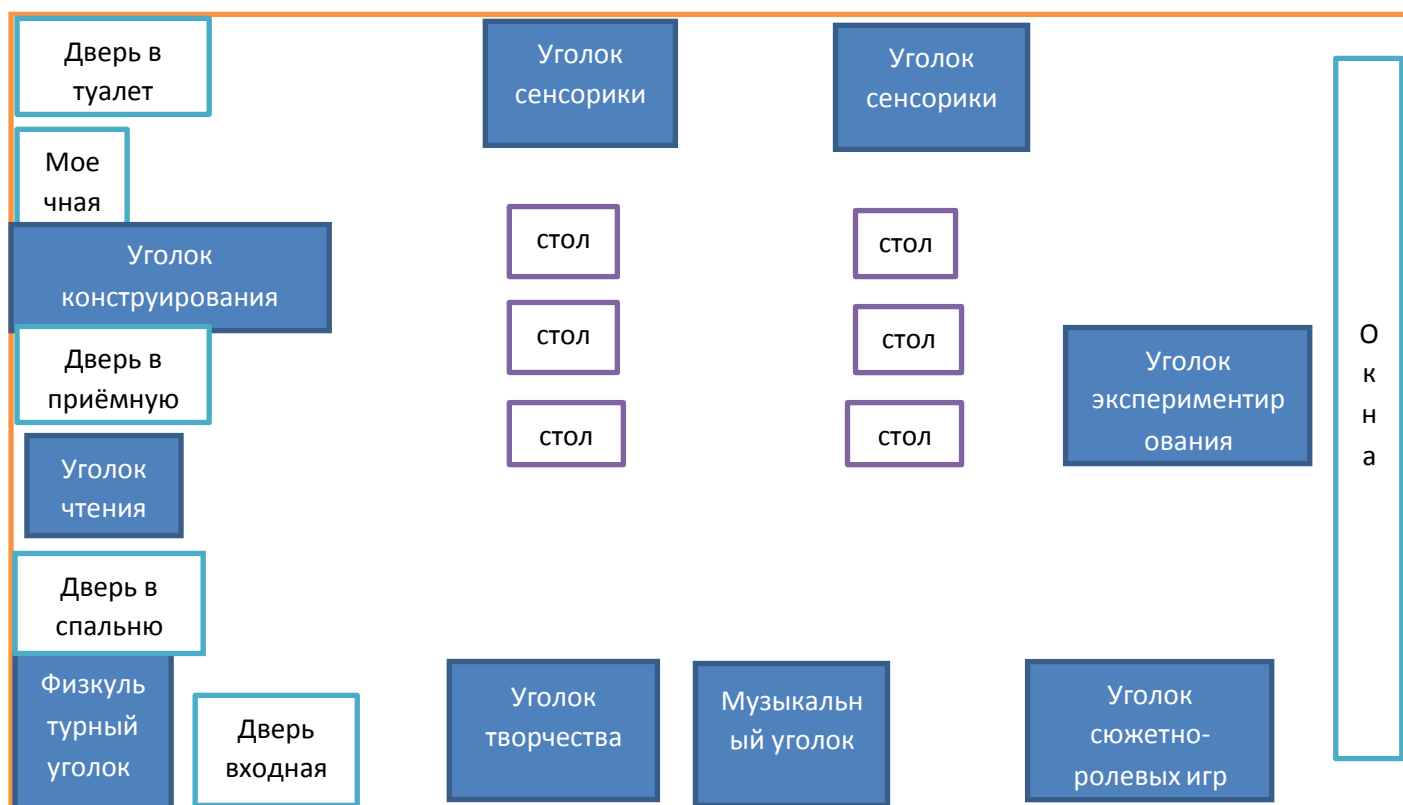 Дверь в
туалет
Уголок
сенсорики
Уголок
сенсорики
Мое
чная
Уголок
конструирования
стол
стол
Дверь в
приёмную
стол
стол
Уголок
экспериментир
ования
О
к
н
а
Уголок
чтения
стол
стол
Дверь в
спальню
Физкуль
турный
уголок
Дверь
входная
Уголок
творчества
Музыкальн
ый уголок
Уголок
сюжетно-
ролевых игр